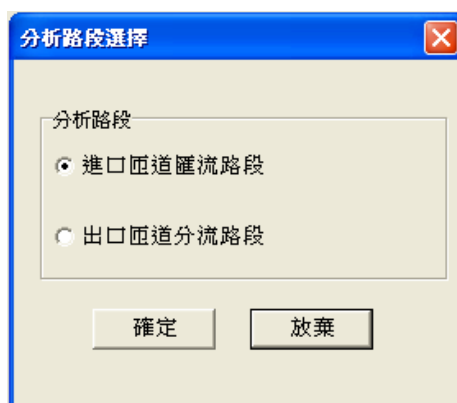 分析路段選擇
分析路段
進口匝道匯流路段
出口匝道分流路段
確定 放棄